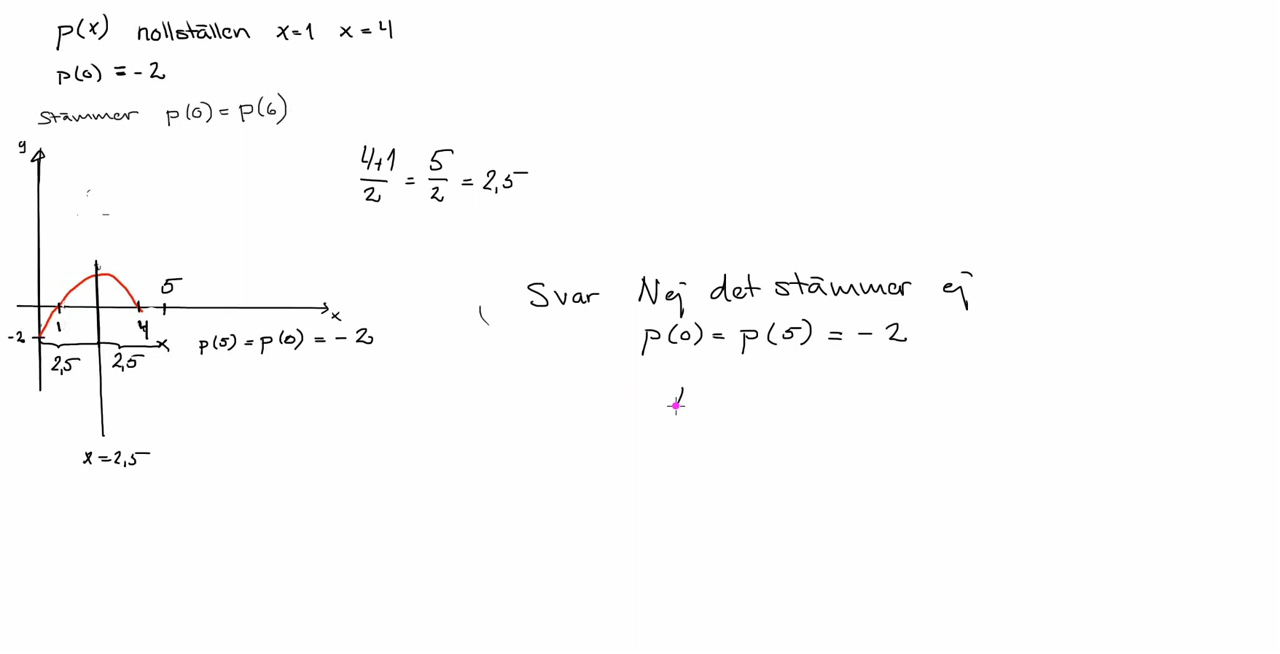 p(x) nollställen x=1 x=4
p(0) = -2
Stämmer p(0) = p(6)
y
4+1/2 = 5/2 = 2,5
5
Svar Nej det stämmer ej
x
1
4
-2
p(5) = p(0) = -2
p(0) = p(5) = -2
2,5 2,5
x=2,5